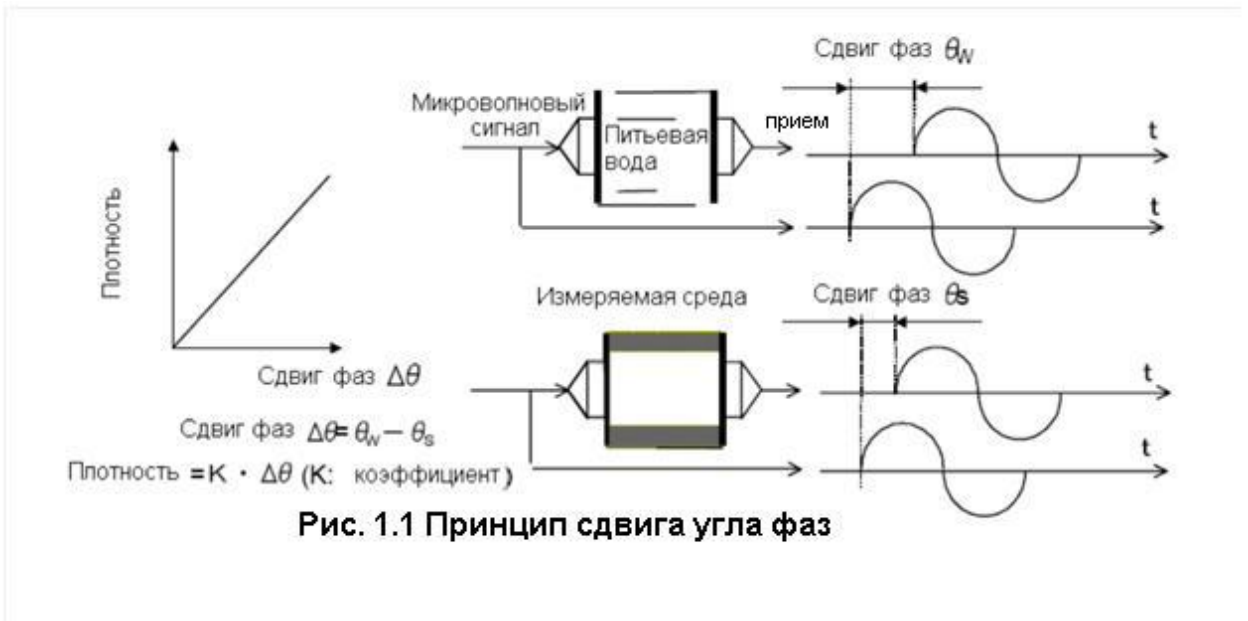 Сдвиг фаз θw
Микроволновый
сигнал
Питьевая
вода
прием
t
t
Плотность
Сдвиг фаз Δθ
Сдвиг фаз Δθ= θw − θs
Плотность =K · Δθ (K: коэффициент)
Измеряемая среда
Сдвиг фаз θs
t
t
Рис. 1.1 Принцип сдвига угла фаз